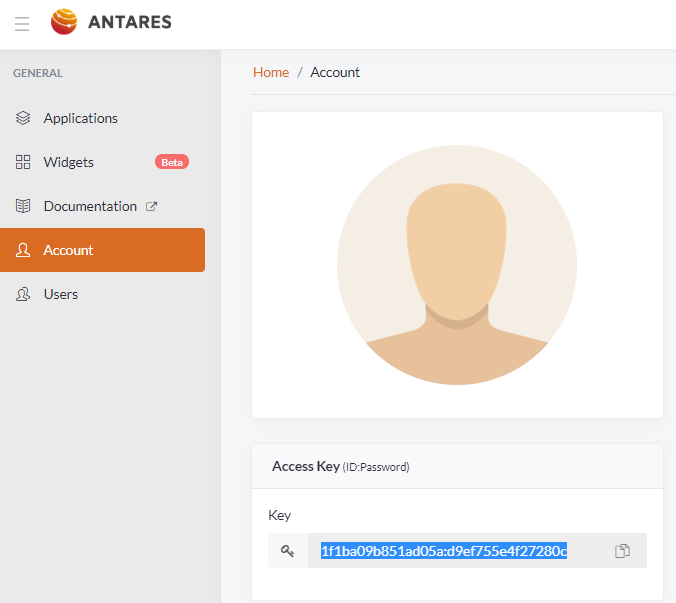 ANTARES
GENERAL
Applications
Widgets Beta
Documentation
Account
Users
Home / Account
Access Key (ID:Password)
Key
1f1ba09b851ad05a:d9ef755e4f27280c